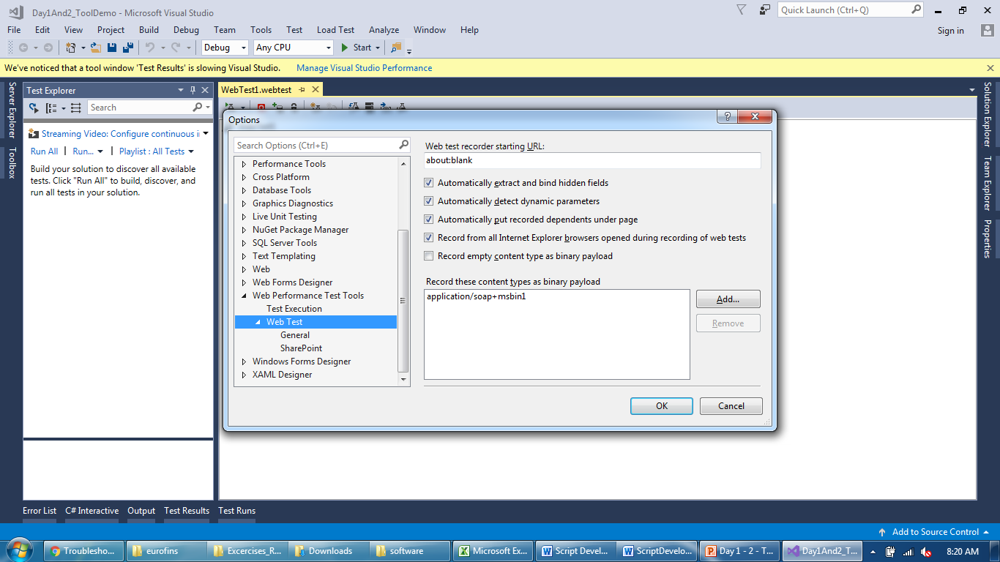 Day1And2_ToolDemo - Microsoft Visual Studio
Quick Launch (Ctrl+Q)
File Edit View Project Build Debug Team Tools Test Load Test Analyze Window Help
Sign in
Debug Any CPU Start
We've noticed that a tool window 'Test Results' is slowing Visual Studio. Manage Visual Studio Performance
Server Explorer
Toolbox
Test Explorer
Search
Streaming Video: Configure continuous i
Run All | Run... | Playlist : All Tests
Build your solution to discover all available
tests. Click "Run All" to build, discover, and
run all tests in your solution.
WebTest1.webtest
Options
Search Options (Ctrl+E)
Performance Tools
Cross Platform
Database Tools
Graphics Diagnostics
Live Unit Testing
NuGet Package Manager
SQL Server Tools
Text Templating
Web
Web Forms Designer
Web Performance Test Tools
Test Execution
Web Test
General
SharePoint
Windows Forms Designer
XAML Designer
Web test recorder starting URL:
about:blank
Automatically extract and bind hidden fields
Automatically detect dynamic parameters
Automatically put recorded dependents under page
Record from all Internet Explorer browsers opened during recording of web tests
Record empty content type as binary payload
Record these content types as binary payload
application/soap+msbin1
Add...
Remove
OK Cancel
Solution Explorer
Team Explorer
Properties
Error List C# Interactive Output Test Results Test Runs
Add to Source Control
Troublesho... eurofins Excercises_R... Downloads software Microsoft Ex... Script Devel... ScriptDevelo... Day 1 - 2 - T... Day1And2_T... 8:20 AM